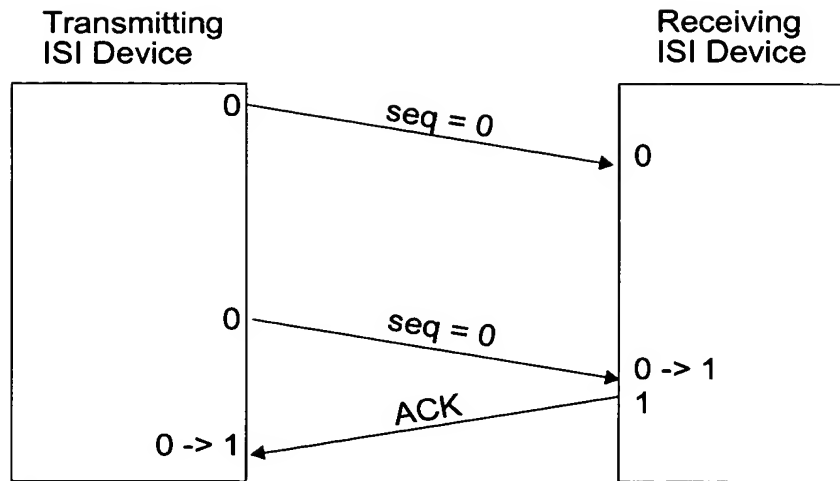 Transmitting
ISI Device
Receiving
ISI Device
0
seq = 0
0
0
seq = 0
0 -> 1
1
ACK
0 -> 1